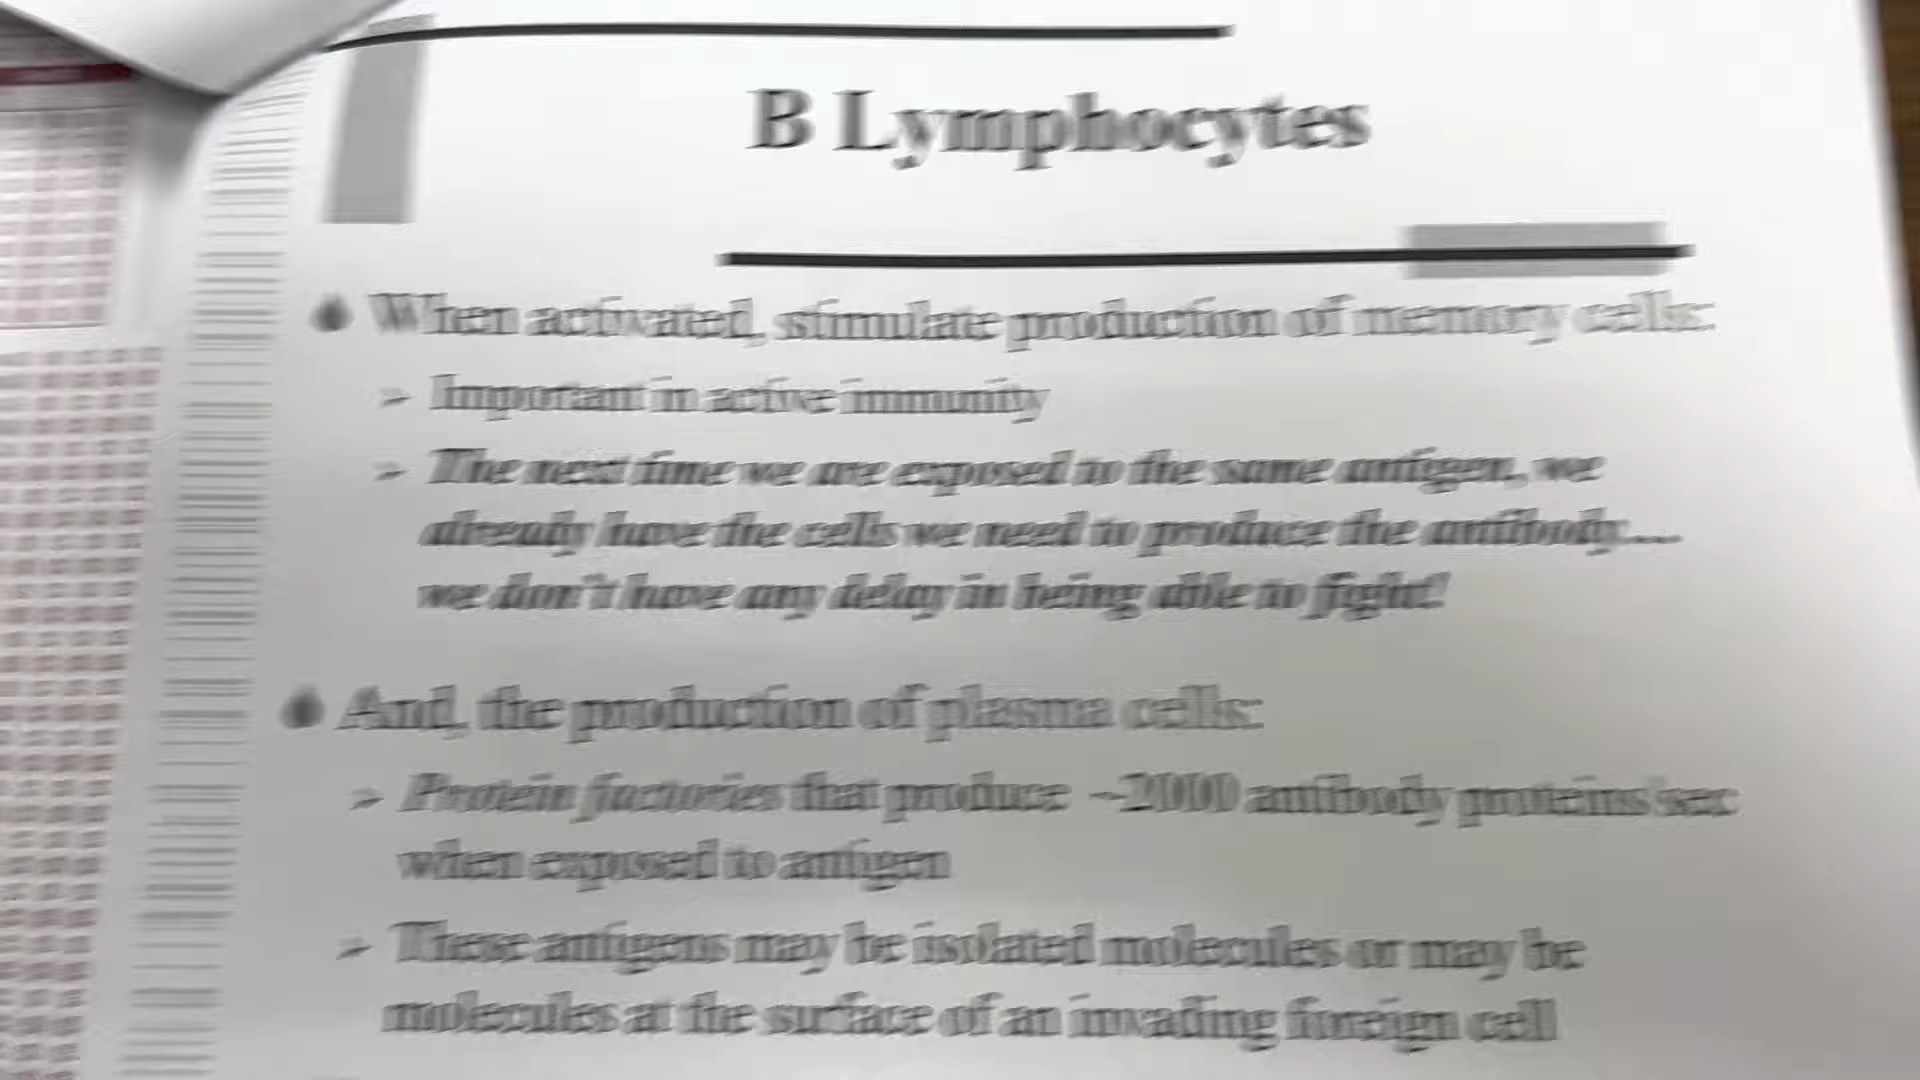 B Lymphocytes
When activated, stimulate production of memory cells:
Important in active immunity
The next time we are exposed to the same antigen, we
already have the cells we need to produce the antibody....
we don't have any delay in being able to fight!
And, the production of plasma cells:
Protein factories that produce ~2000 antibody proteins/sec
when exposed to antigen
These antigens may be isolated molecules or may be
molecules at the surface of an invading foreign cell